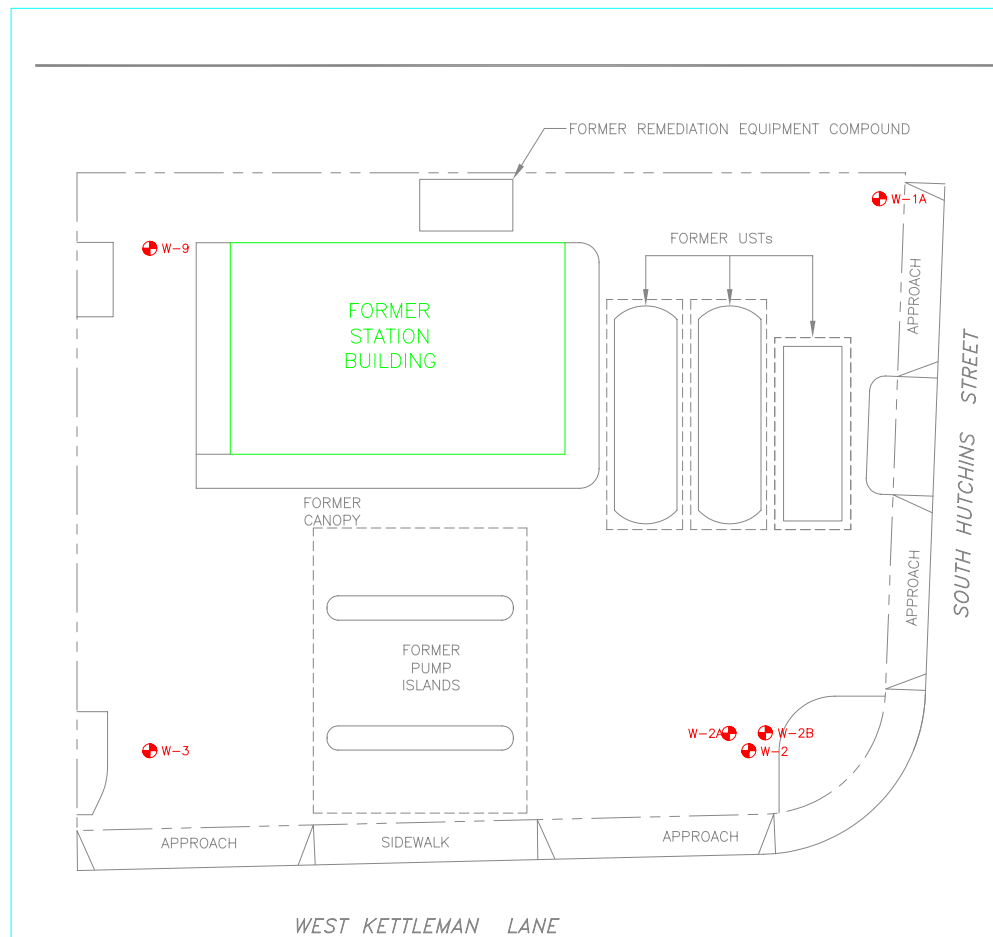 FORMER REMEDIATION EQUIPMENT COMPOUND
W-1A
FORMER USTs
W-9
APPROACH
FORMER
STATION
BUILDING
SOUTH HUTCHINS STREET
FORMER
CANOPY
APPROACH
FORMER
PUMP
ISLANDS
W-2A
W-2B
W-2
W-3
APPROACH
SIDEWALK
APPROACH
WEST KETTLEMAN LANE